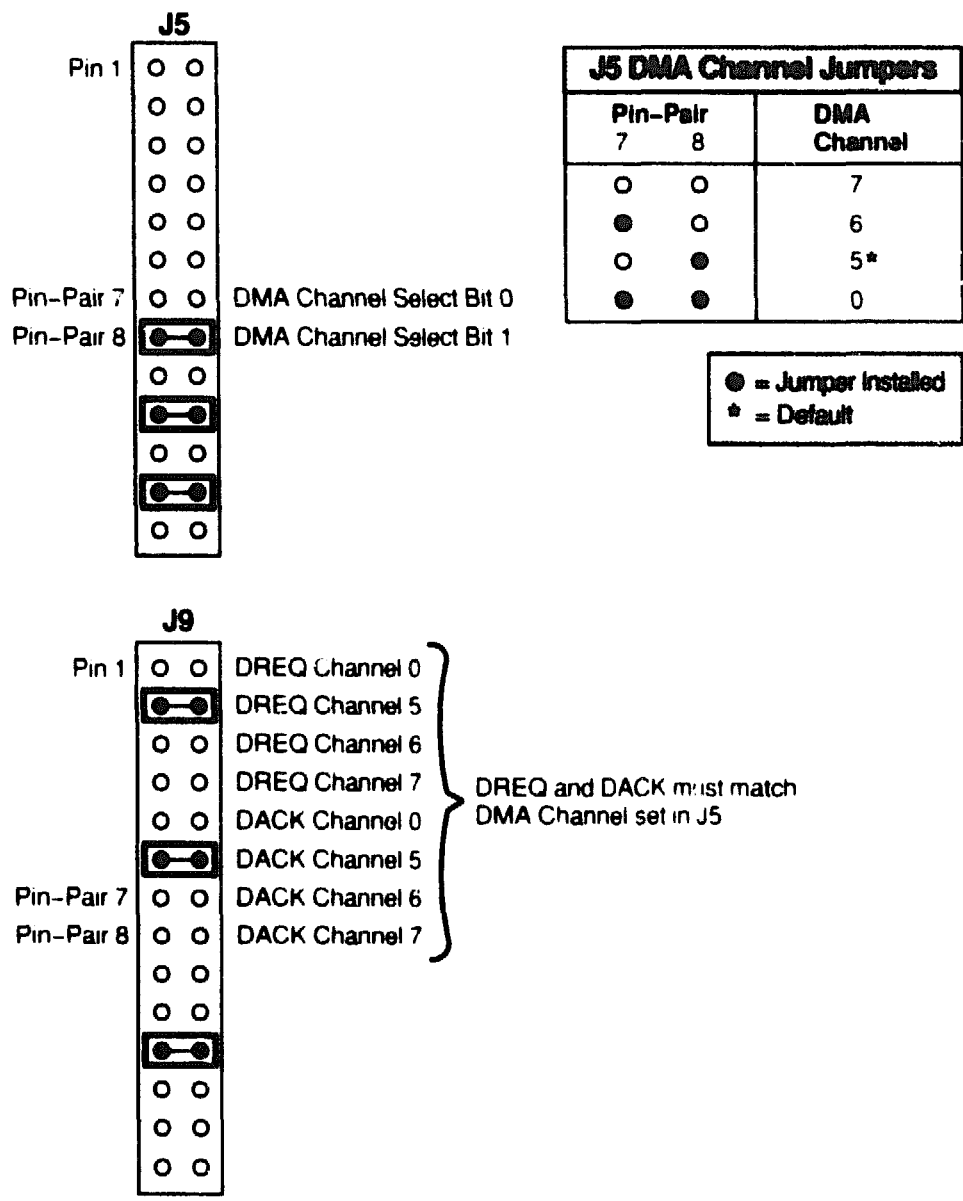 J5
Pin 1
Pin-Pair 7 DMA Channel Select Bit 0
Pin-Pair 8 DMA Channel Select Bit 1
J5 DMA Channel Jumpers
Pin-Pair DMA
7 8 Channel
7
6
5*
0
= Jumper Installed
* = Default
J9
Pin 1 DREQ Channel 0
DREQ Channel 5
DREQ Channel 6
DREQ Channel 7
DACK Channel 0
DACK Channel 5
Pin-Pair 7 DACK Channel 6
Pin-Pair 8 DACK Channel 7
DREQ and DACK must match
DMA Channel set in J5